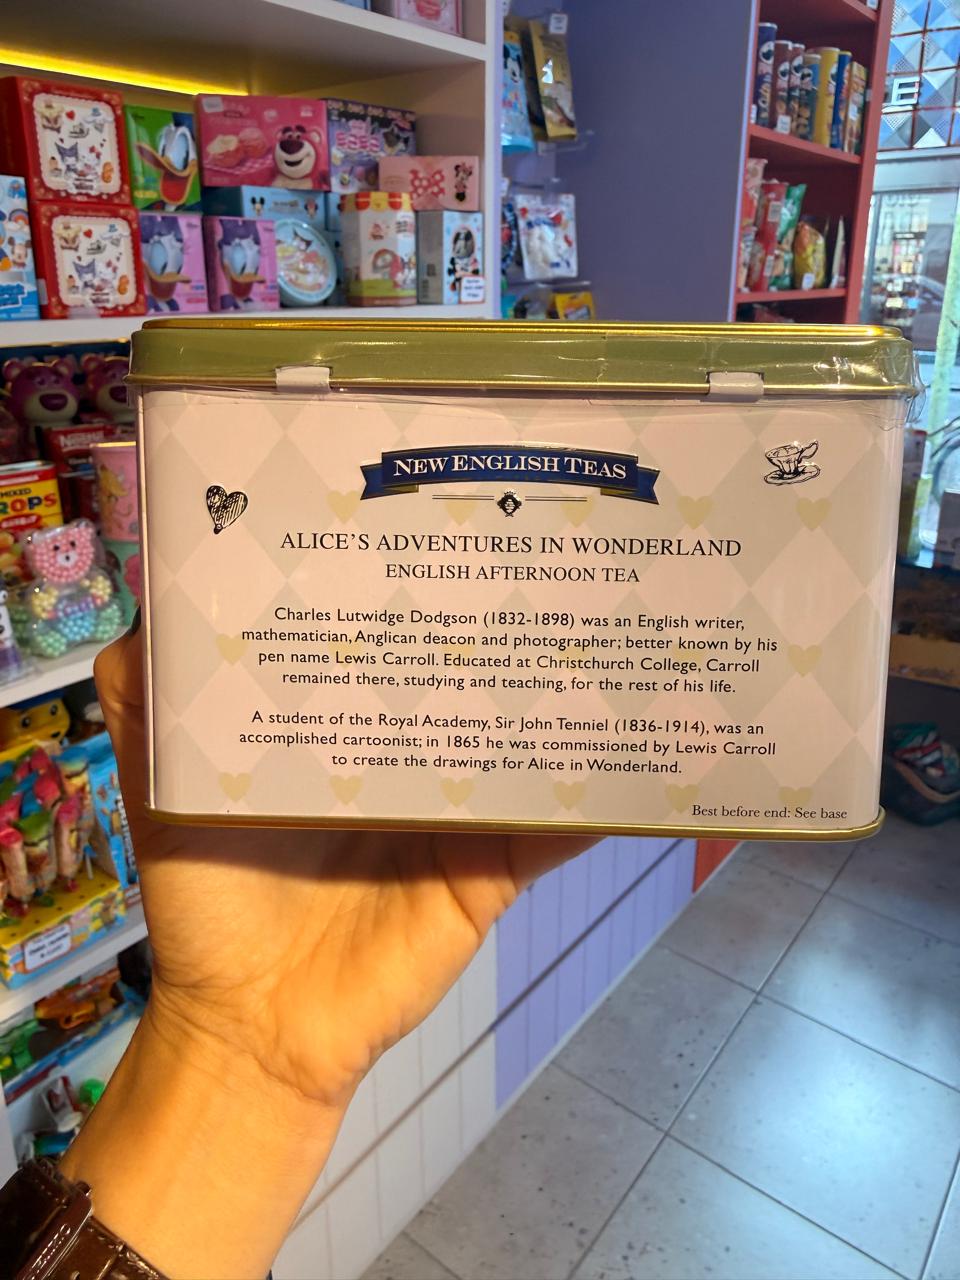 NEW ENGLISH TEAS
ALICE'S ADVENTURES IN WONDERLAND
ENGLISH AFTERNOON TEA
Charles Lutwidge Dodgson (1832-1898) was an English writer,
mathematician, Anglican deacon and photographer; better known by his
pen name Lewis Carroll. Educated at Christchurch College, Carroll
remained there, studying and teaching, for the rest of his life.
A student of the Royal Academy, Sir John Tenniel (1836-1914), was an
accomplished cartoonist; in 1865 he was commissioned by Lewis Carroll
to create the drawings for Alice in Wonderland.
Best before end: See base
MIXED